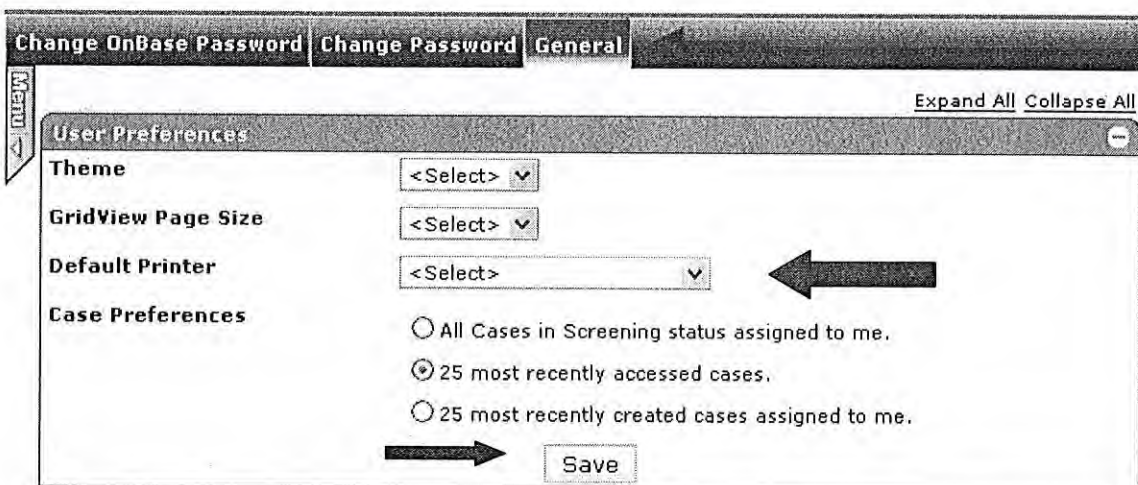 Change OnBase Password Change Password General
Menu
Expand All Collapse All
User Preferences
Theme <Select>
GridView Page Size <Select>
Default Printer <Select>
Case Preferences
All Cases in Screening status assigned to me.
25 most recently accessed cases.
25 most recently created cases assigned to me.
Save